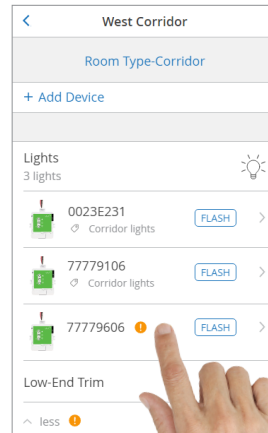 West Corridor
Room Type-Corridor
+ Add Device
Lights
3 lights
0023E231
Corridor lights
FLASH
77779106
Corridor lights
FLASH
77779606
FLASH
Low-End Trim
less